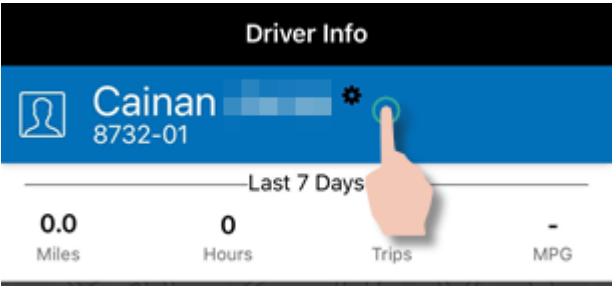 Driver Info
Cainan
8732-01
Last 7 Days
0.0 0 -
Miles Hours Trips MPG